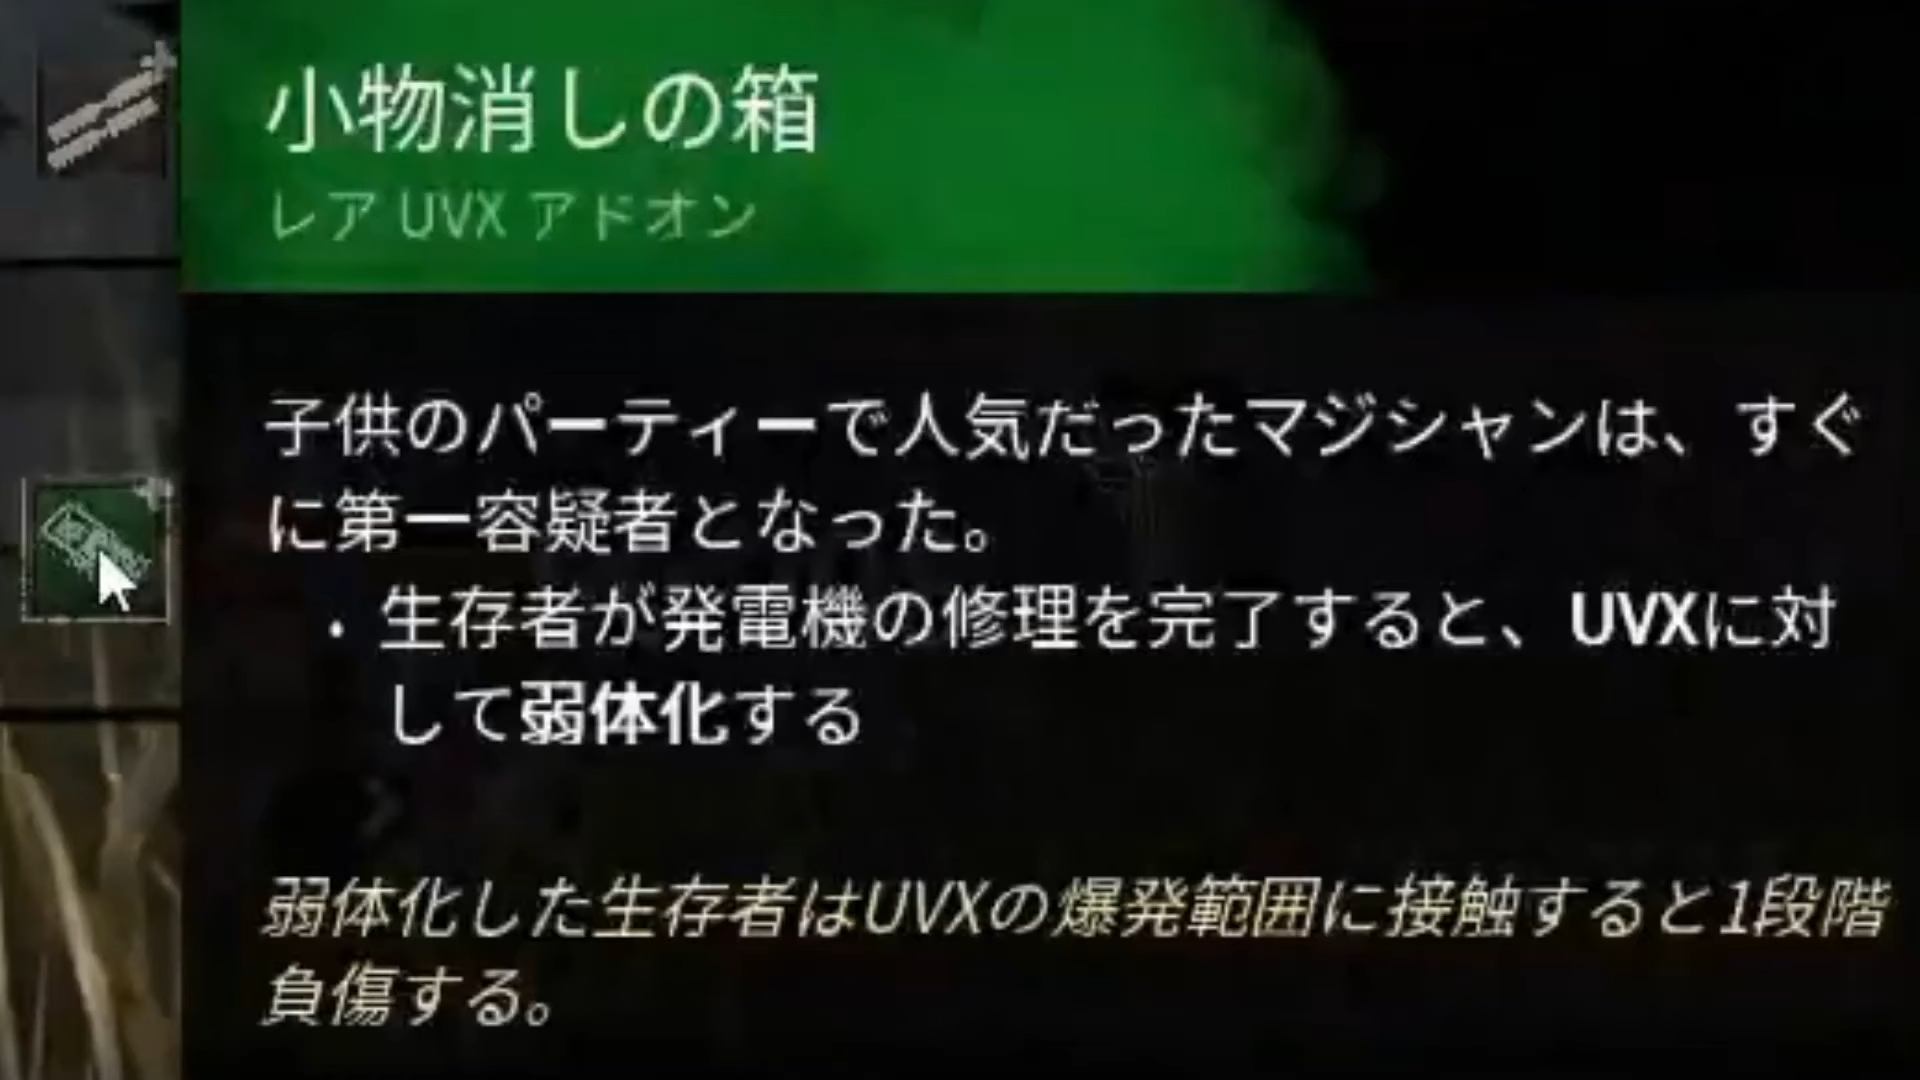 小物消しの箱
レア UVX アドオン
子供のパーティーで人気だったマジシャンは、すぐ
に第一容疑者となった。
・生存者が発電機の修理を完了すると、UVXに対
して弱体化する
弱体化した生存者はUVXの爆発範囲に接触すると1段階
負傷する。